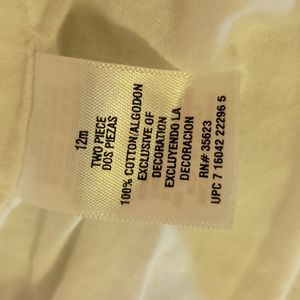 12m
TWO PIECE
DOS PIEZAS
100% COTTON/ALGODON
EXCLUSIVE OF
DECORATION
EXCLUYENDO LA
DECORACION
RN# 35623
UPC 7 16042 22296 5